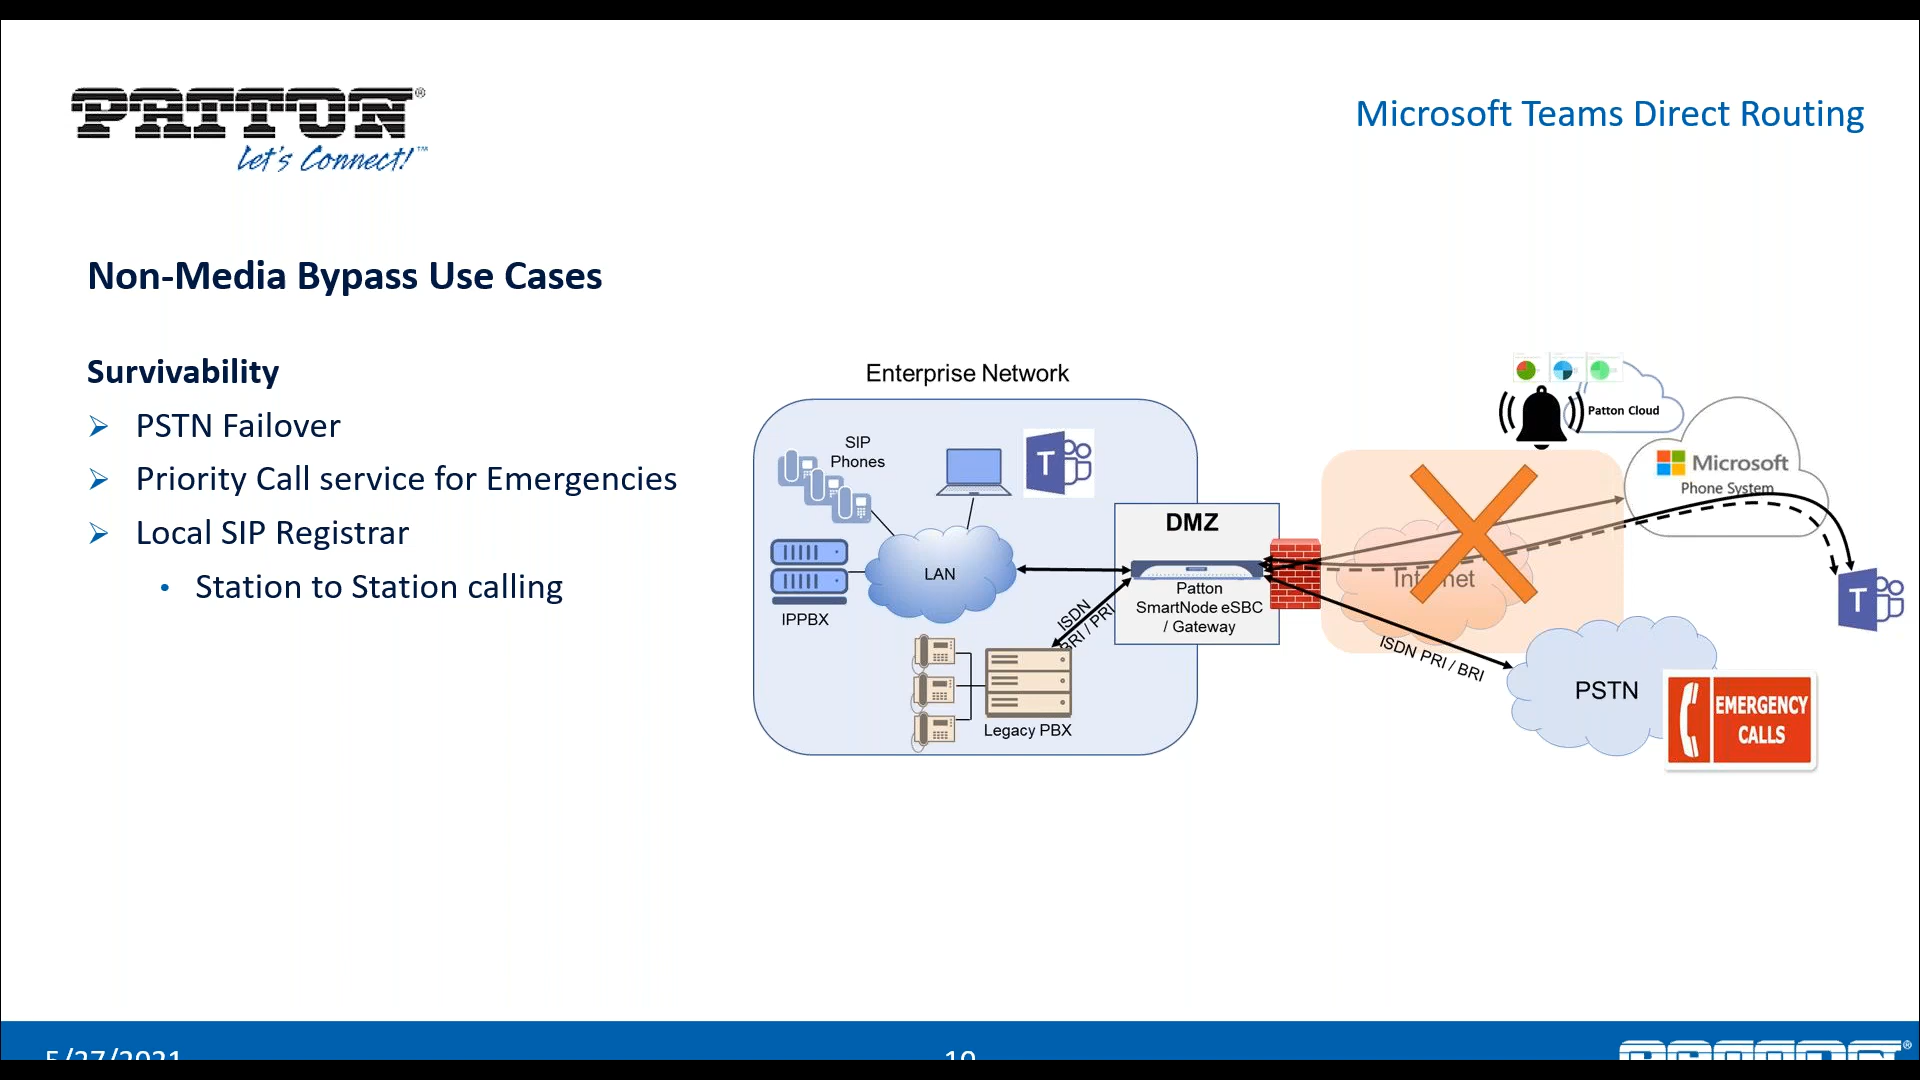 PATTON®
Let's Connect!™
Microsoft Teams Direct Routing
Non-Media Bypass Use Cases
Survivability
PSTN Failover
Priority Call service for Emergencies
Local SIP Registrar
Station to Station calling
Enterprise Network
SIP
Phones
T
LAN
IPPBX
ISDN
BRI / PRI
Legacy PBX
DMZ
Patton
SmartNode eSBC
/ Gateway
Internet
Patton Cloud
Microsoft
Phone System
T
ISDN PRI / BRI
PSTN
EMERGENCY
CALLS
5/27/2021
10
PATTON®